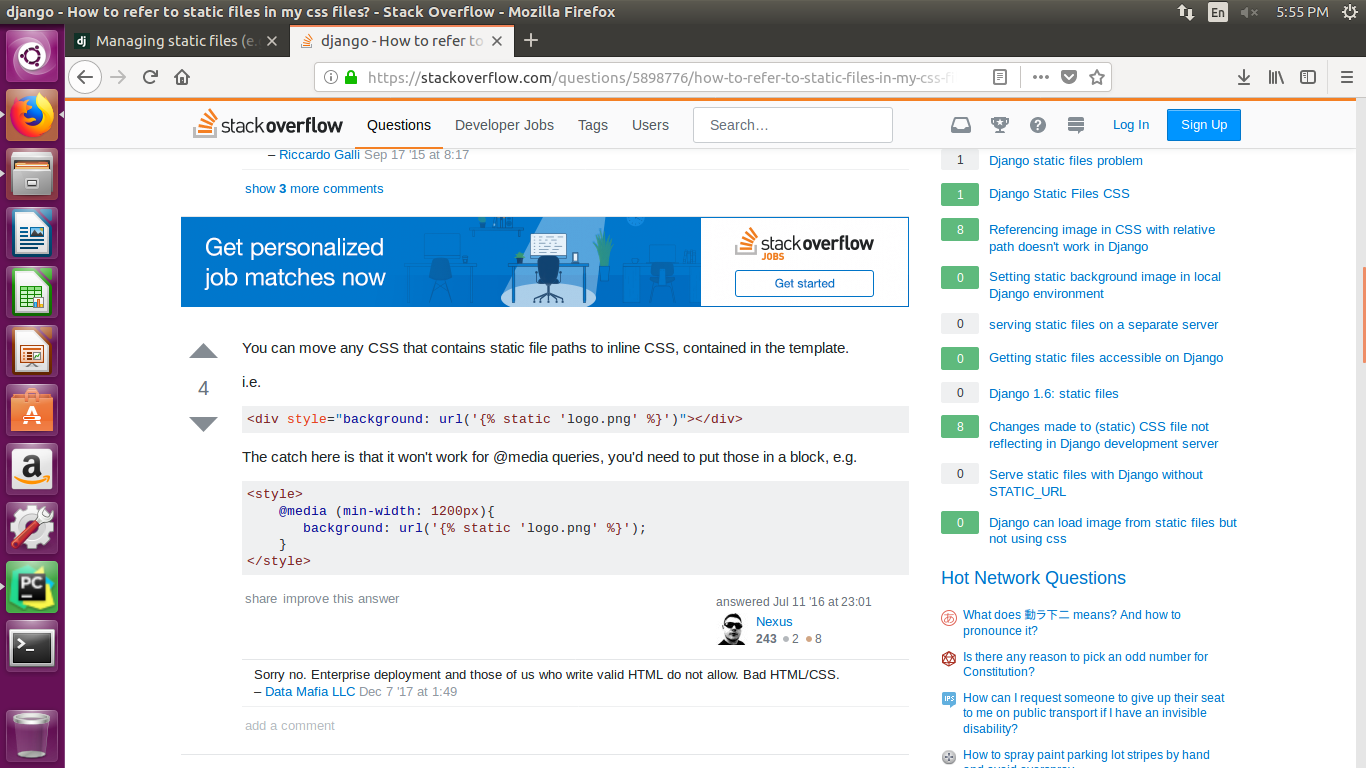 django - How to refer to static files in my css files? - Stack Overflow - Mozilla Firefox
En
5:55 PM
dj Managing static files (e.
django - How to refer to
https://stackoverflow.com/questions/5898776/how-to-refer-to-static-files-in-my-css-fi
stackoverflow
Questions
Developer Jobs
Tags
Users
Search…
?
Log In
Sign Up
– Riccardo Galli Sep 17 '15 at 8:17
show 3 more comments
Get personalized
job matches now
stackoverflow
JOBS
Get started
4
You can move any CSS that contains static file paths to inline CSS, contained in the template.
i.e.
<div style="background: url('{% static 'logo.png' %}')"></div>
The catch here is that it won't work for @media queries, you'd need to put those in a block, e.g.
<style>
@media (min-width: 1200px){
background: url('{% static 'logo.png' %}');
}
</style>
share improve this answer
answered Jul 11 '16 at 23:01
Nexus
243 2 8
Sorry no. Enterprise deployment and those of us who write valid HTML do not allow. Bad HTML/CSS.
– Data Mafia LLC Dec 7 '17 at 1:49
add a comment
1 Django static files problem
1 Django Static Files CSS
8 Referencing image in CSS with relative
path doesn't work in Django
0 Setting static background image in local
Django environment
0 serving static files on a separate server
0 Getting static files accessible on Django
0 Django 1.6: static files
8 Changes made to (static) CSS file not
reflecting in Django development server
0 Serve static files with Django without
STATIC_URL
0 Django can load image from static files but
not using css
Hot Network Questions
あ What does 動ラ下二 means? And how to
pronounce it?
Is there any reason to pick an odd number for
Constitution?
IPS How can I request someone to give up their seat
to me on public transport if I have an invisible
disability?
How to spray paint parking lot stripes by hand
PC